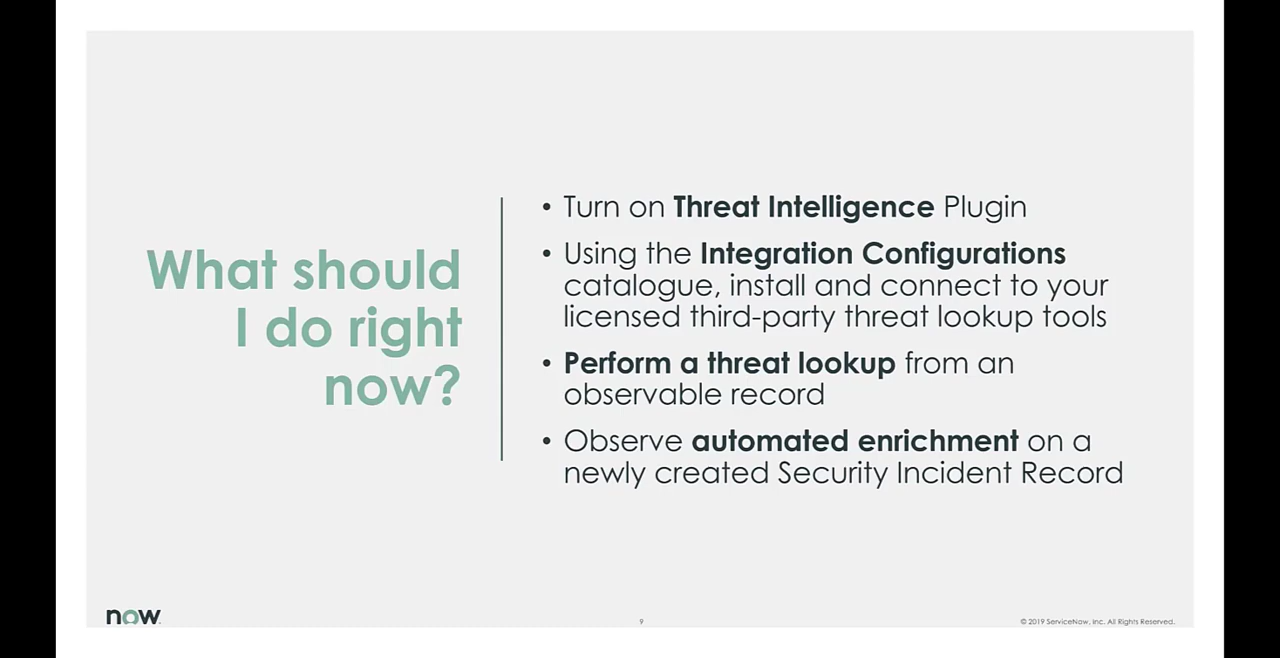 What should
I do right
now?
• Turn on Threat Intelligence Plugin
• Using the Integration Configurations
catalogue, install and connect to your
licensed third-party threat lookup tools
• Perform a threat lookup from an
observable record
• Observe automated enrichment on a
newly created Security Incident Record
now.
9
© 2019 ServiceNow, Inc. All Rights Reserved.